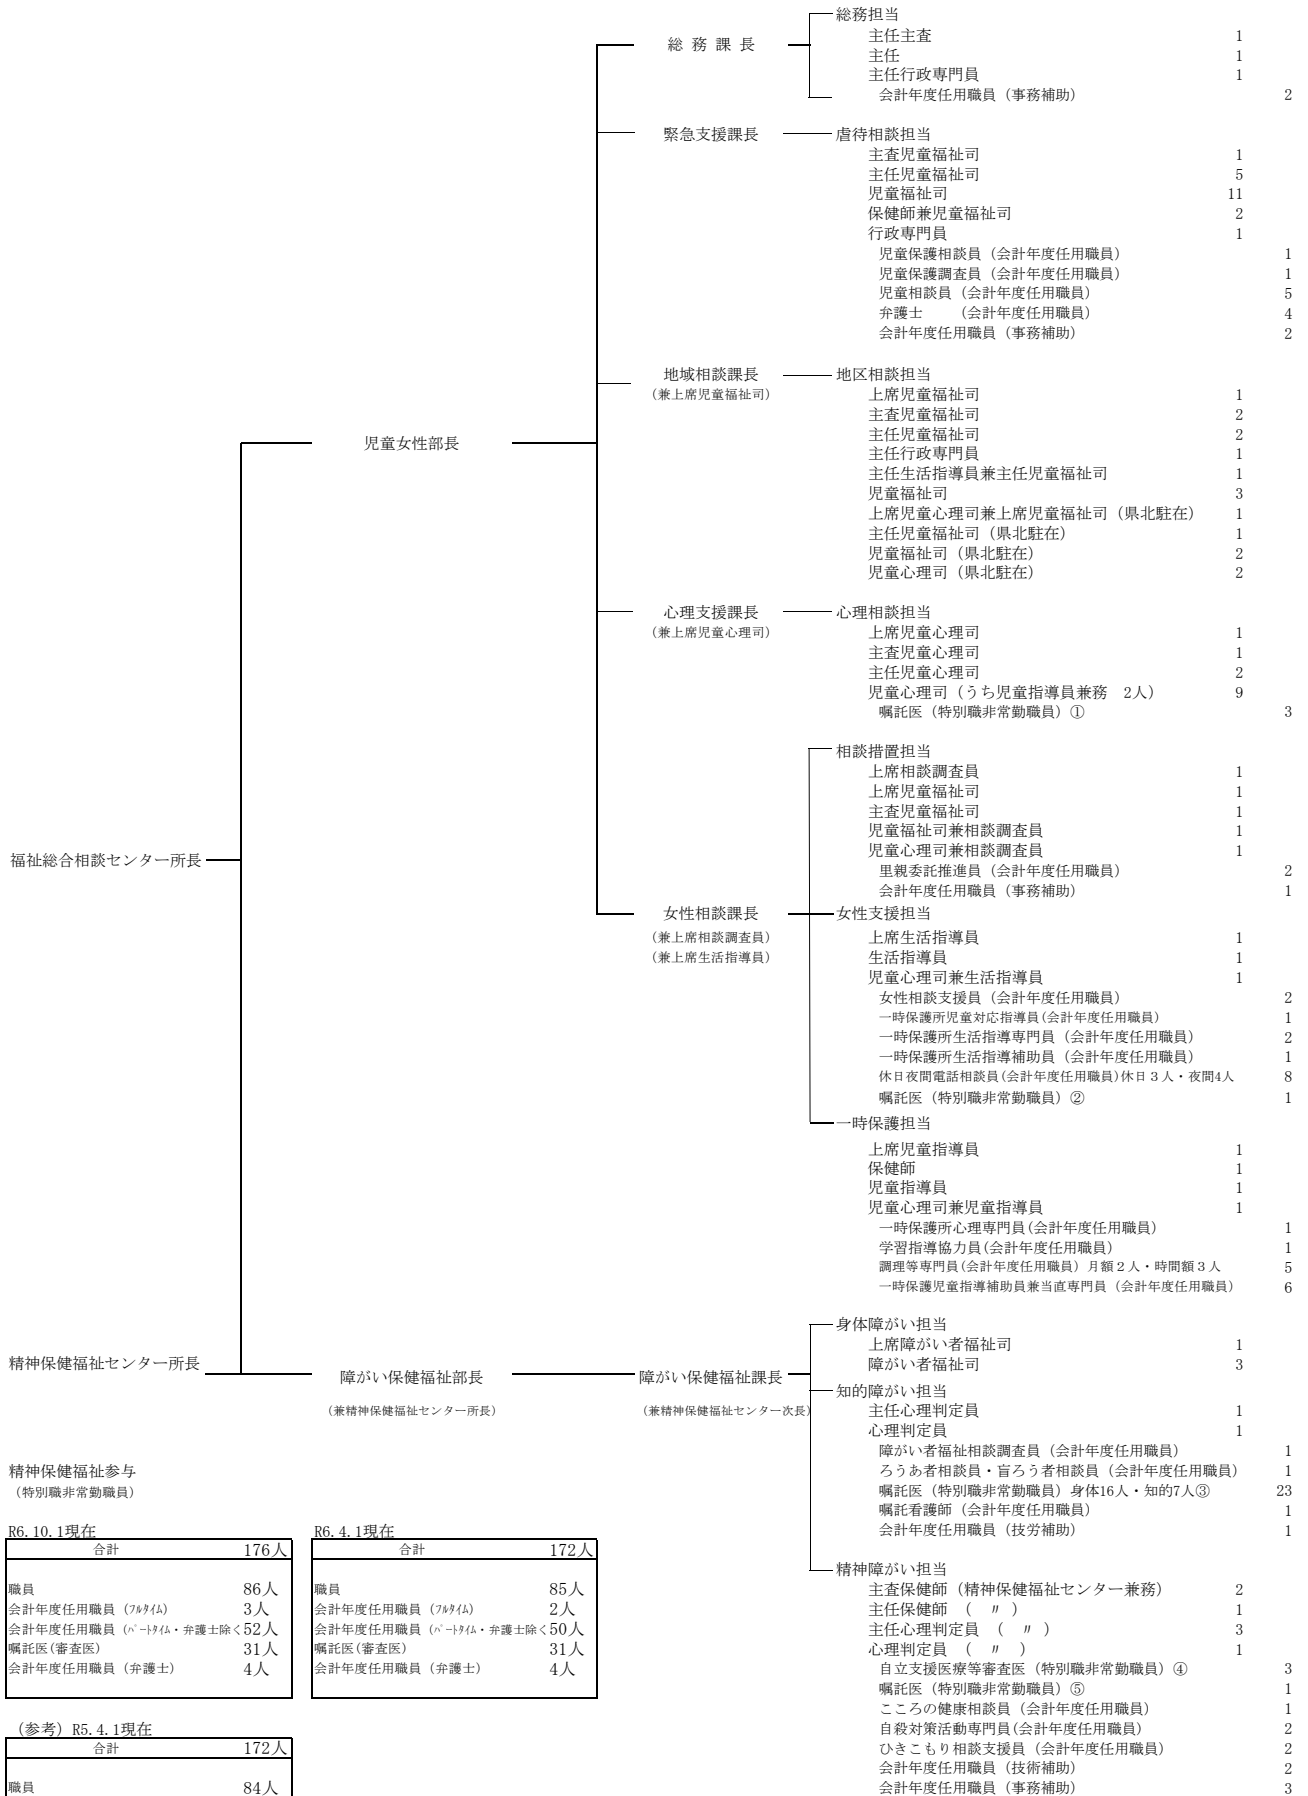 総務課長
総務担当
主任主査 1
主任 1
主任行政専門員 1
会計年度任用職員（事務補助） 2
緊急支援課長
虐待相談担当
主査児童福祉司 1
主任児童福祉司 5
児童福祉司 11
保健師兼児童福祉司 2
行政専門員 1
児童保護相談員（会計年度任用職員） 1
児童保護調査員（会計年度任用職員） 1
児童相談員（会計年度任用職員） 5
弁護士　　（会計年度任用職員） 4
会計年度任用職員（事務補助） 2
地域相談課長
（兼上席児童福祉司）
地区相談担当
上席児童福祉司 1
主査児童福祉司 2
主任児童福祉司 2
主任行政専門員 1
主任生活指導員兼主任児童福祉司 1
児童福祉司 3
上席児童心理司兼上席児童福祉司（県北駐在） 1
主任児童福祉司（県北駐在） 1
児童福祉司（県北駐在） 2
児童心理司（県北駐在） 2
児童女性部長
心理支援課長
（兼上席児童心理司）
心理相談担当
上席児童心理司 1
主査児童心理司 1
主任児童心理司 2
児童心理司（うち児童指導員兼務　2人） 9
嘱託医（特別職非常勤職員）① 3
福祉総合相談センター所長
女性相談課長
（兼上席相談調査員）
（兼上席生活指導員）
相談措置担当
上席相談調査員 1
上席児童福祉司 1
主査児童福祉司 1
児童福祉司兼相談調査員 1
児童心理司兼相談調査員 1
里親委託推進員（会計年度任用職員） 2
会計年度任用職員（事務補助） 1
女性支援担当
上席生活指導員 1
生活指導員 1
児童心理司兼生活指導員 1
女性相談支援員（会計年度任用職員） 2
一時保護所児童対応指導員(会計年度任用職員） 1
一時保護所生活指導専門員（会計年度任用職員） 2
一時保護所生活指導補助員（会計年度任用職員） 1
休日夜間電話相談員(会計年度任用職員)休日３人・夜間4人 8
嘱託医（特別職非常勤職員）② 1
一時保護担当
上席児童指導員 1
保健師 1
児童指導員 1
児童心理司兼児童指導員 1
一時保護所心理専門員(会計年度任用職員） 1
学習指導協力員(会計年度任用職員） 1
調理等専門員(会計年度任用職員）月額２人・時間額３人 5
一時保護児童指導補助員兼当直専門員（会計年度任用職員） 6
精神保健福祉センター所長
障がい保健福祉部長
（兼精神保健福祉センター所長）
障がい保健福祉課長
（兼精神保健福祉センター次長）
身体障がい担当
上席障がい者福祉司 1
障がい者福祉司 3
知的障がい担当
主任心理判定員 1
心理判定員 1
障がい者福祉相談調査員（会計年度任用職員） 1
ろうあ者相談員・盲ろう者相談員（会計年度任用職員） 1
嘱託医（特別職非常勤職員）身体16人・知的7人③ 23
嘱託看護師（会計年度任用職員） 1
会計年度任用職員（技労補助） 1
精神障がい担当
主査保健師（精神保健福祉センター兼務） 2
主任保健師　（　〃　） 1
主任心理判定員　（　〃　） 3
心理判定員　（　〃　） 1
自立支援医療等審査医（特別職非常勤職員）④ 3
嘱託医（特別職非常勤職員）⑤ 1
こころの健康相談員（会計年度任用職員） 1
自殺対策活動専門員(会計年度任用職員） 2
ひきこもり相談支援員（会計年度任用職員） 2
会計年度任用職員（技術補助） 2
会計年度任用職員（事務補助） 3
精神保健福祉参与
（特別職非常勤職員）
R6.10.1現在
合計 176人
職員 86人
会計年度任用職員（ﾌﾙﾀｲﾑ） 3人
会計年度任用職員（ﾊﾟｰﾄﾀｲﾑ・弁護士除く 52人
嘱託医(審査医） 31人
会計年度任用職員（弁護士） 4人
R6.4.1現在
合計 172人
職員 85人
会計年度任用職員（ﾌﾙﾀｲﾑ） 2人
会計年度任用職員（ﾊﾟｰﾄﾀｲﾑ・弁護士除く 50人
嘱託医(審査医） 31人
会計年度任用職員（弁護士） 4人
（参考）R5.4.1現在
合計 172人
職員 84人